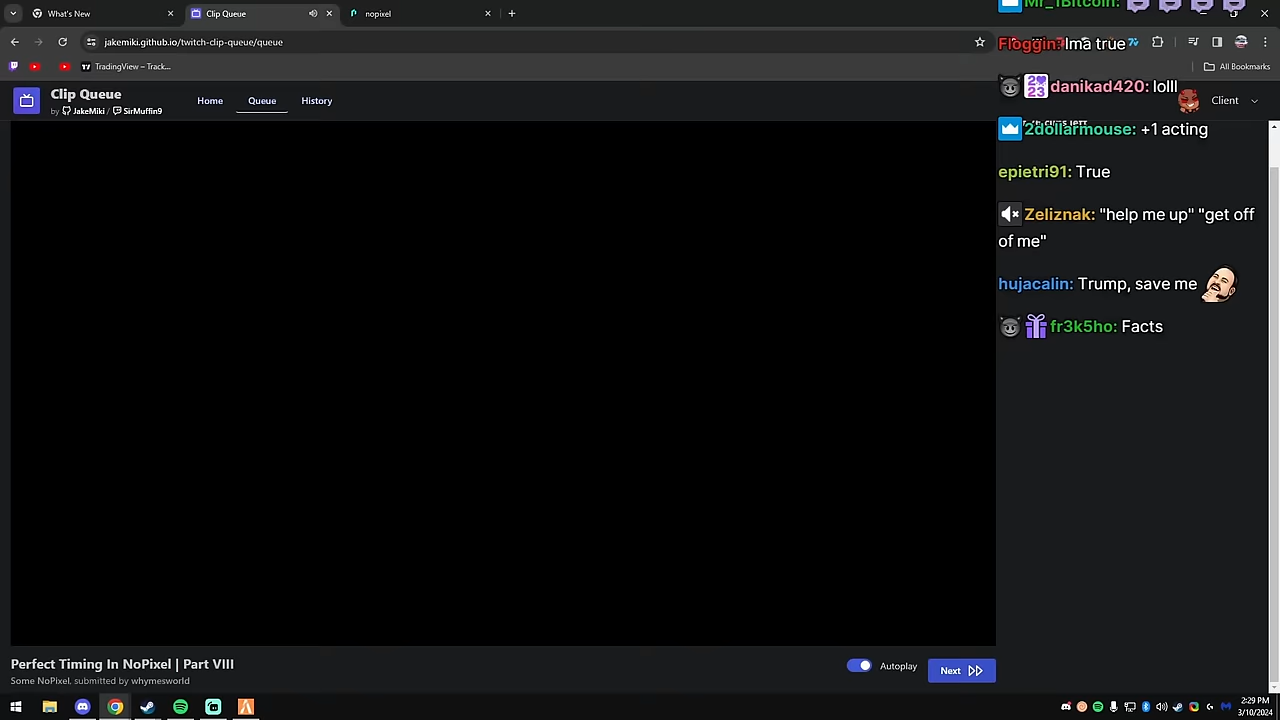 What's New
Clip Queue
nopixel
jakemiki.github.io/twitch-clip-queue/queue
TradingView – Track...
All Bookmarks
Clip Queue
by JakeMiki / SirMuffin9
Home
Queue
History
Client
Mr_1Bitcoin:
Floggin: Ima true
danikad420: lolll
2dollarmouse: +1 acting
epietri91: True
Zeliznak: "help me up" "get off
of me"
hujacalin: Trump, save me
fr3k5ho: Facts
Perfect Timing In NoPixel | Part VIII
Some NoPixel, submitted by whymesworld
Autoplay
Next
2:29 PM
3/10/2024